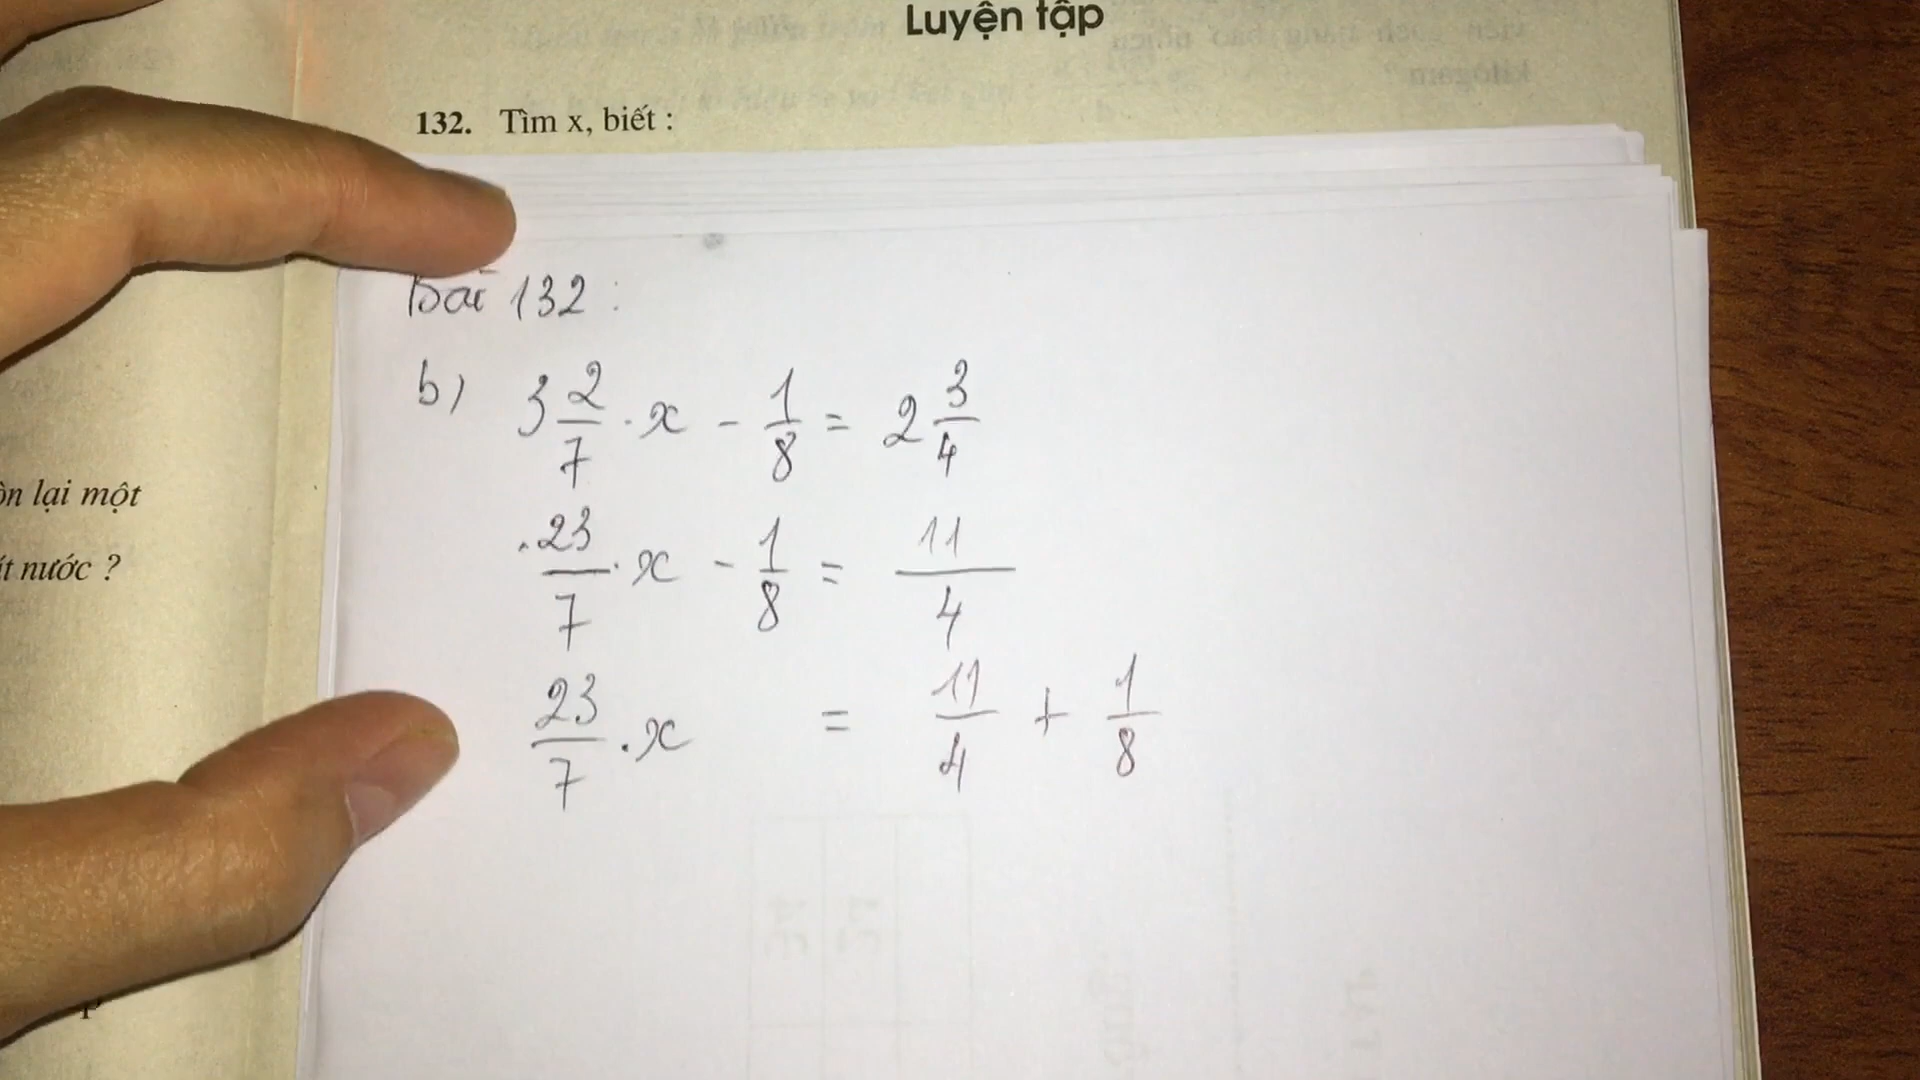 Luyện tập
132. Tìm x, biết :
Bài 132 :
b) 3 2/7 . x - 1/8 = 2 3/4
. 23/7 . x - 1/8 = 11/4
23/7 . x = 11/4 + 1/8
ồn lại một
ít nước ?